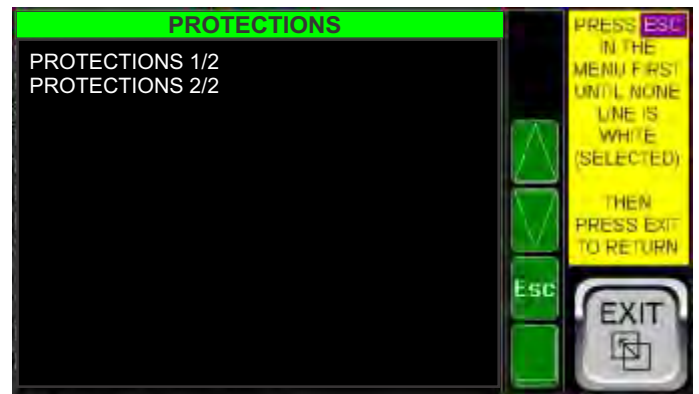 PROTECTIONS
PROTECTIONS 1/2
PROTECTIONS 2/2
PRESS ESC
IN THE
MENU FIRST
UNTIL NONE
LINE IS
WHITE
(SELECTED)
THEN
PRESS EXIT
TO RETURN
Esc
EXIT